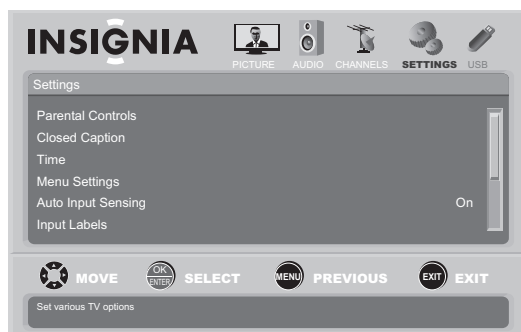 INSIGNIA
PICTURE AUDIO CHANNELS SETTINGS USB
Settings
Parental Controls
Closed Caption
Time
Menu Settings
Auto Input Sensing On
Input Labels
MOVE OK ENTER SELECT MENU PREVIOUS EXIT EXIT
Set various TV options